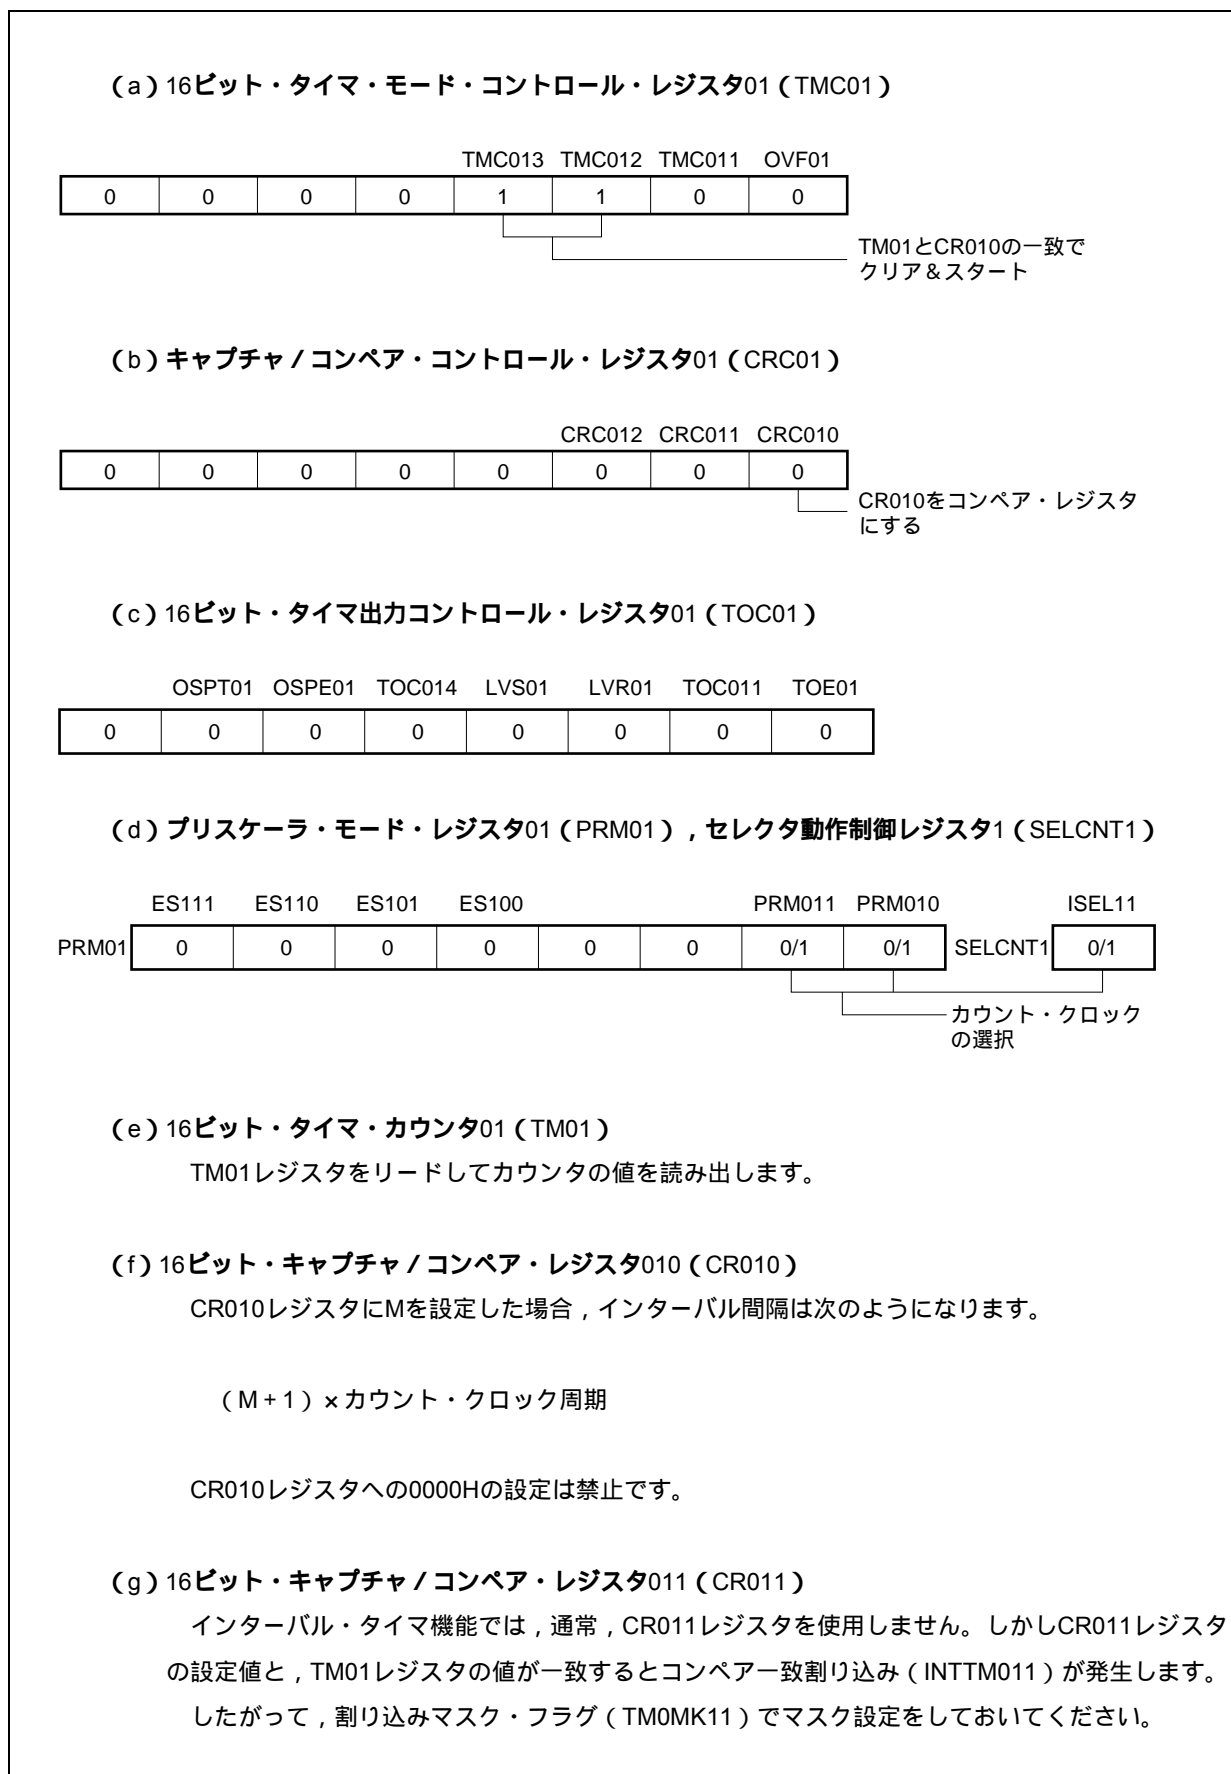 （a）16ビット・タイマ・モード・コントロール・レジスタ01（TMC01）
TMC013 TMC012 TMC011 OVF01
0 0 0 0 1 1 0 0
TM01とCR010の一致で
クリア＆スタート
（b）キャプチャ／コンペア・コントロール・レジスタ01（CRC01）
CRC012 CRC011 CRC010
0 0 0 0 0 0 0 0
CR010をコンペア・レジスタ
にする
（c）16ビット・タイマ出力コントロール・レジスタ01（TOC01）
OSPT01 OSPE01 TOC014 LVS01 LVR01 TOC011 TOE01
0 0 0 0 0 0 0 0
（d）プリスケーラ・モード・レジスタ01（PRM01），セレクタ動作制御レジスタ1（SELCNT1）
ES111 ES110 ES101 ES100 PRM011 PRM010 ISEL11
PRM01 0 0 0 0 0 0 0/1 0/1 SELCNT1 0/1
カウント・クロック
の選択
（e）16ビット・タイマ・カウンタ01（TM01）
TM01レジスタをリードしてカウンタの値を読み出します。
（f）16ビット・キャプチャ／コンペア・レジスタ010（CR010）
CR010レジスタにMを設定した場合，インターバル間隔は次のようになります。
（M＋1）×カウント・クロック周期
CR010レジスタへの0000Hの設定は禁止です。
（g）16ビット・キャプチャ／コンペア・レジスタ011（CR011）
インターバル・タイマ機能では，通常，CR011レジスタを使用しません。しかしCR011レジスタ
の設定値と，TM01レジスタの値が一致するとコンペア一致割り込み（INTTM011）が発生します。
したがって，割り込みマスク・フラグ（TM0MK11）でマスク設定をしておいてください。